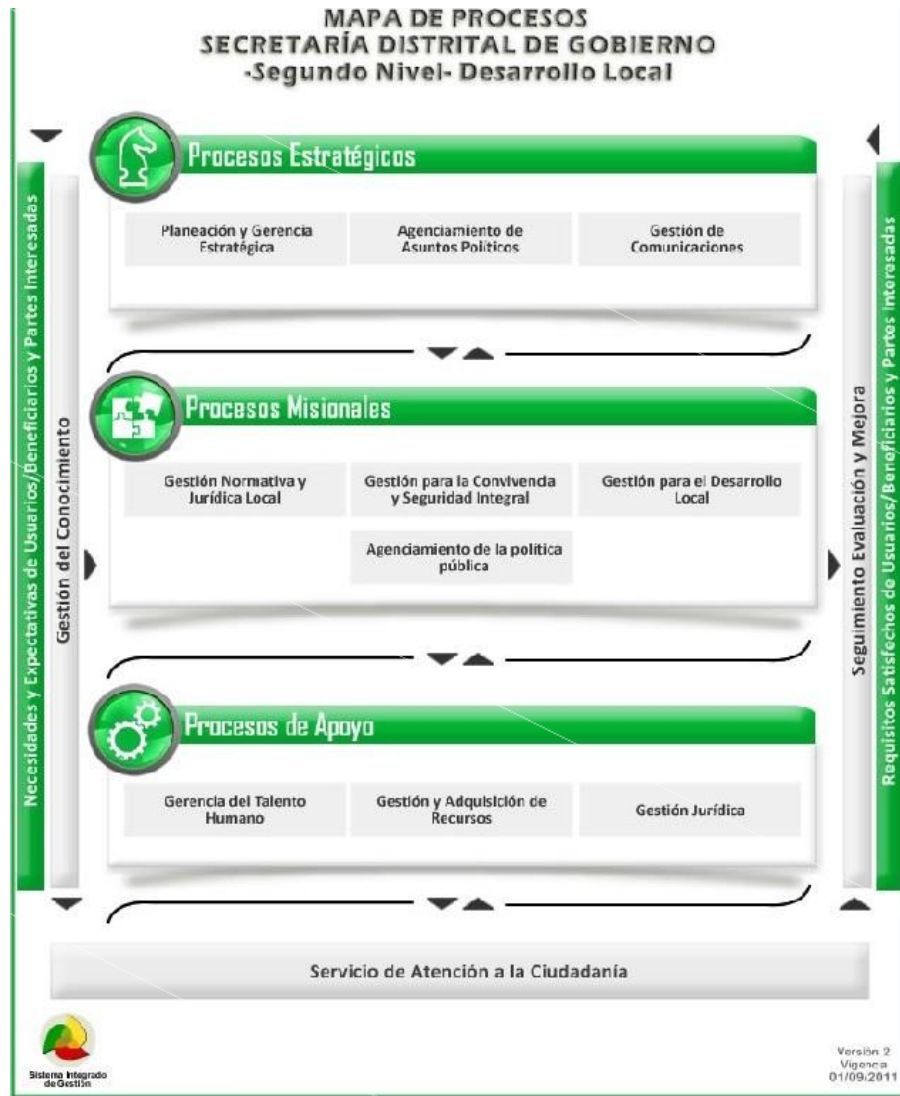 MAPA DE PROCESOS
SECRETARÍA DISTRITAL DE GOBIERNO
-Segundo Nivel- Desarrollo Local
Necesidades y Expectativas de Usuarios/Beneficiarios y Partes Interesadas
Gestión del Conocimiento
Procesos Estratégicos
Planeación y Gerencia
Estratégica
Agenciamiento de
Asuntos Políticos
Gestión de
Comunicaciones
Procesos Misionales
Gestión Normativa y
Jurídica Local
Gestión para la Convivencia
y Seguridad Integral
Gestión para el Desarrollo
Local
Agenciamiento de la política
pública
Procesos de Apoyo
Gerencia del Talento
Humano
Gestión y Adquisición de
Recursos
Gestión Jurídica
Seguimiento Evaluación y Mejora
Requisitos Satisfechos de Usuarios/Beneficiarios y Partes Interesadas
Servicio de Atención a la Ciudadanía
Sistema Integrado
de Gestión
Versión 2
Vigencia
01/09/2011